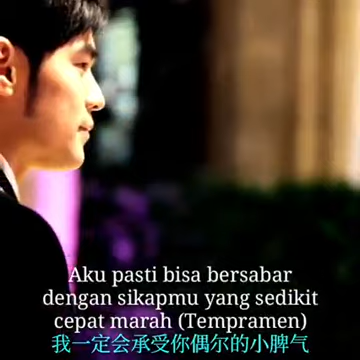 Aku pasti bisa bersabar
dengan sikapmu yang sedikit
cepat marah (Tempramen)
我一定会承受你偶尔的小脾气